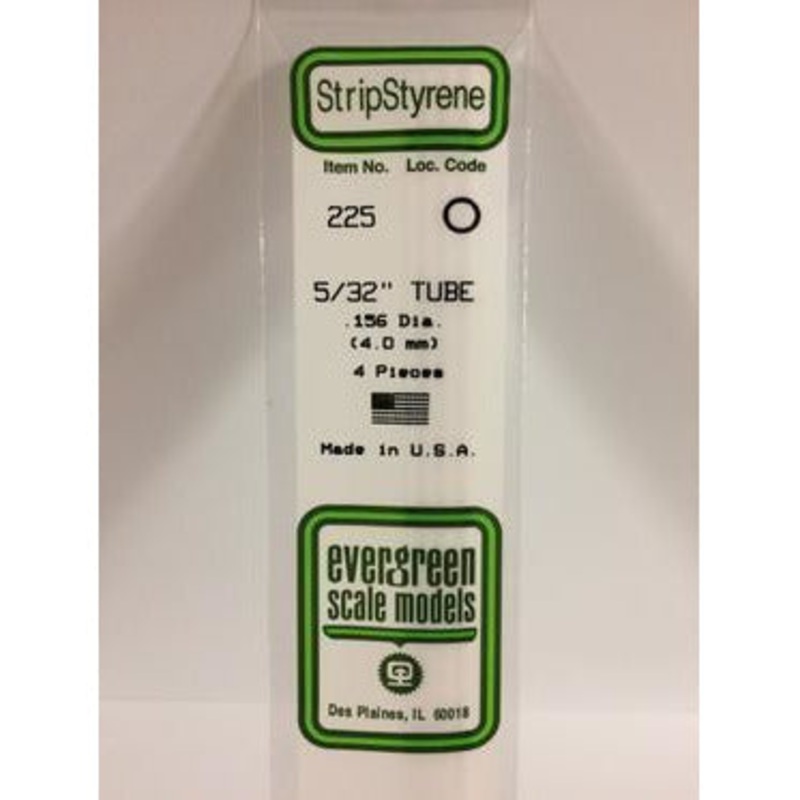 StripStyrene
Item No. Loc. Code
225
5/32" TUBE
.156 Dia.
(4.0 mm)
4 Pieces
Made in U.S.A.
evergreen
scale models
Des Plaines, IL 60018